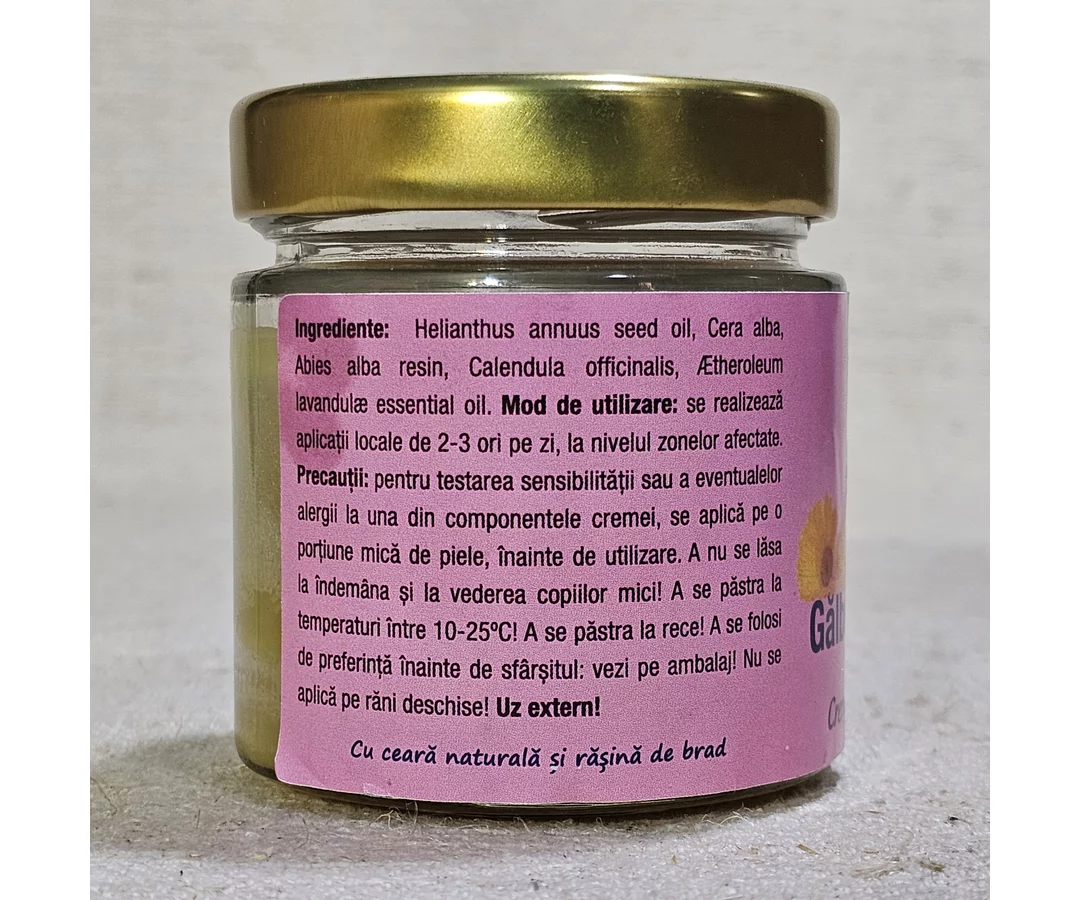 Ingrediente: Helianthus annuus seed oil, Cera alba,
Abies alba resin, Calendula officinalis, Ætheroleum
lavandulæ essential oil. Mod de utilizare: se realizează
aplicații locale de 2-3 ori pe zi, la nivelul zonelor afectate.
Precauții: pentru testarea sensibilității sau a eventualelor
alergii la una din componentele cremei, se aplică pe o
porțiune mică de piele, înainte de utilizare. A nu se lăsa
la îndemâna și la vederea copiilor mici! A se păstra la
temperaturi între 10-25ºC! A se păstra la rece! A se folosi
de preferință înainte de sfârșitul: vezi pe ambalaj! Nu se
aplică pe răni deschise! Uz extern!
Cu ceară naturală și rășină de brad